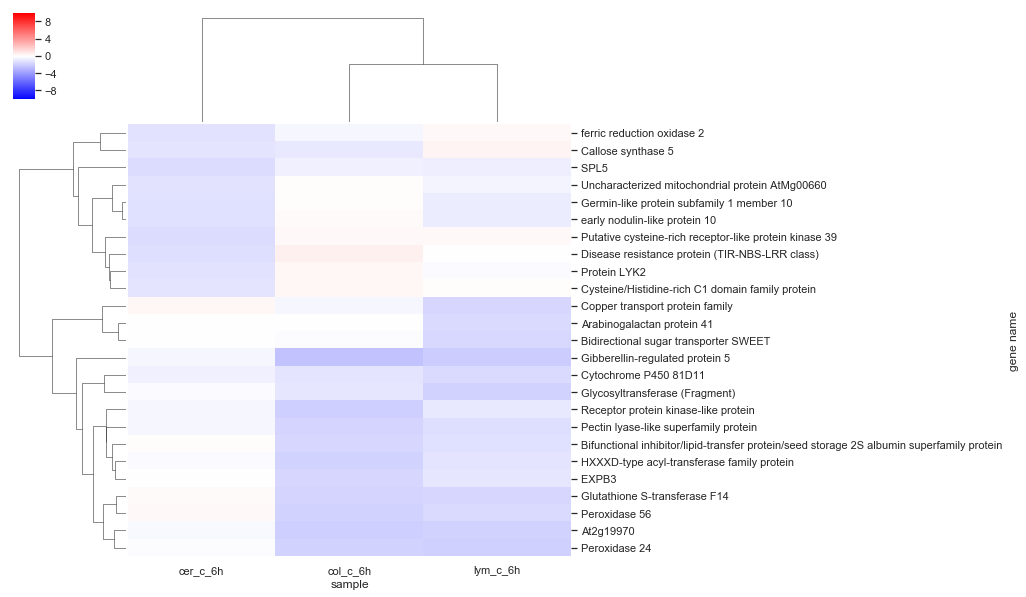 8
4
0
−4
−8
ferric reduction oxidase 2
Callose synthase 5
SPL5
Uncharacterized mitochondrial protein AtMg00660
Germin-like protein subfamily 1 member 10
early nodulin-like protein 10
Putative cysteine-rich receptor-like protein kinase 39
Disease resistance protein (TIR-NBS-LRR class)
Protein LYK2
Cysteine/Histidine-rich C1 domain family protein
Copper transport protein family
Arabinogalactan protein 41
Bidirectional sugar transporter SWEET
Gibberellin-regulated protein 5
Cytochrome P450 81D11
Glycosyltransferase (Fragment)
Receptor protein kinase-like protein
Pectin lyase-like superfamily protein
Bifunctional inhibitor/lipid-transfer protein/seed storage 2S albumin superfamily protein
HXXXD-type acyl-transferase family protein
EXPB3
Glutathione S-transferase F14
Peroxidase 56
At2g19970
Peroxidase 24
gene name
cer_c_6h
col_c_6h
lym_c_6h
sample